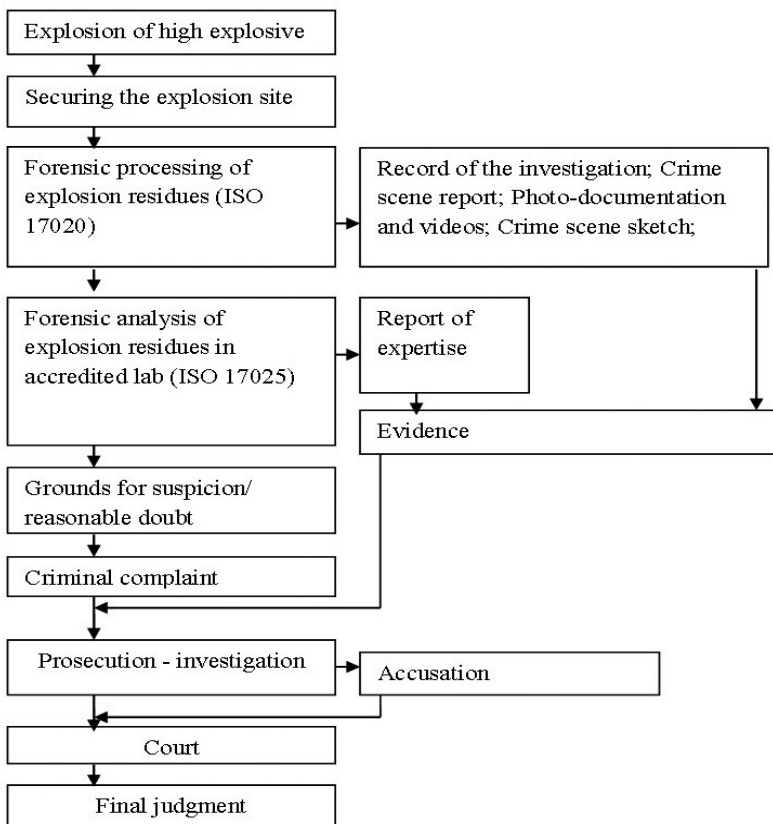 Explosion of high explosive
Securing the explosion site
Forensic processing of
explosion residues (ISO
17020)
Record of the investigation; Crime
scene report; Photo-documentation
and videos; Crime scene sketch;
Forensic analysis of
explosion residues in
accredited lab (ISO 17025)
Report of
expertise
Evidence
Grounds for suspicion/
reasonable doubt
Criminal complaint
Prosecution - investigation
Accusation
Court
Final judgment